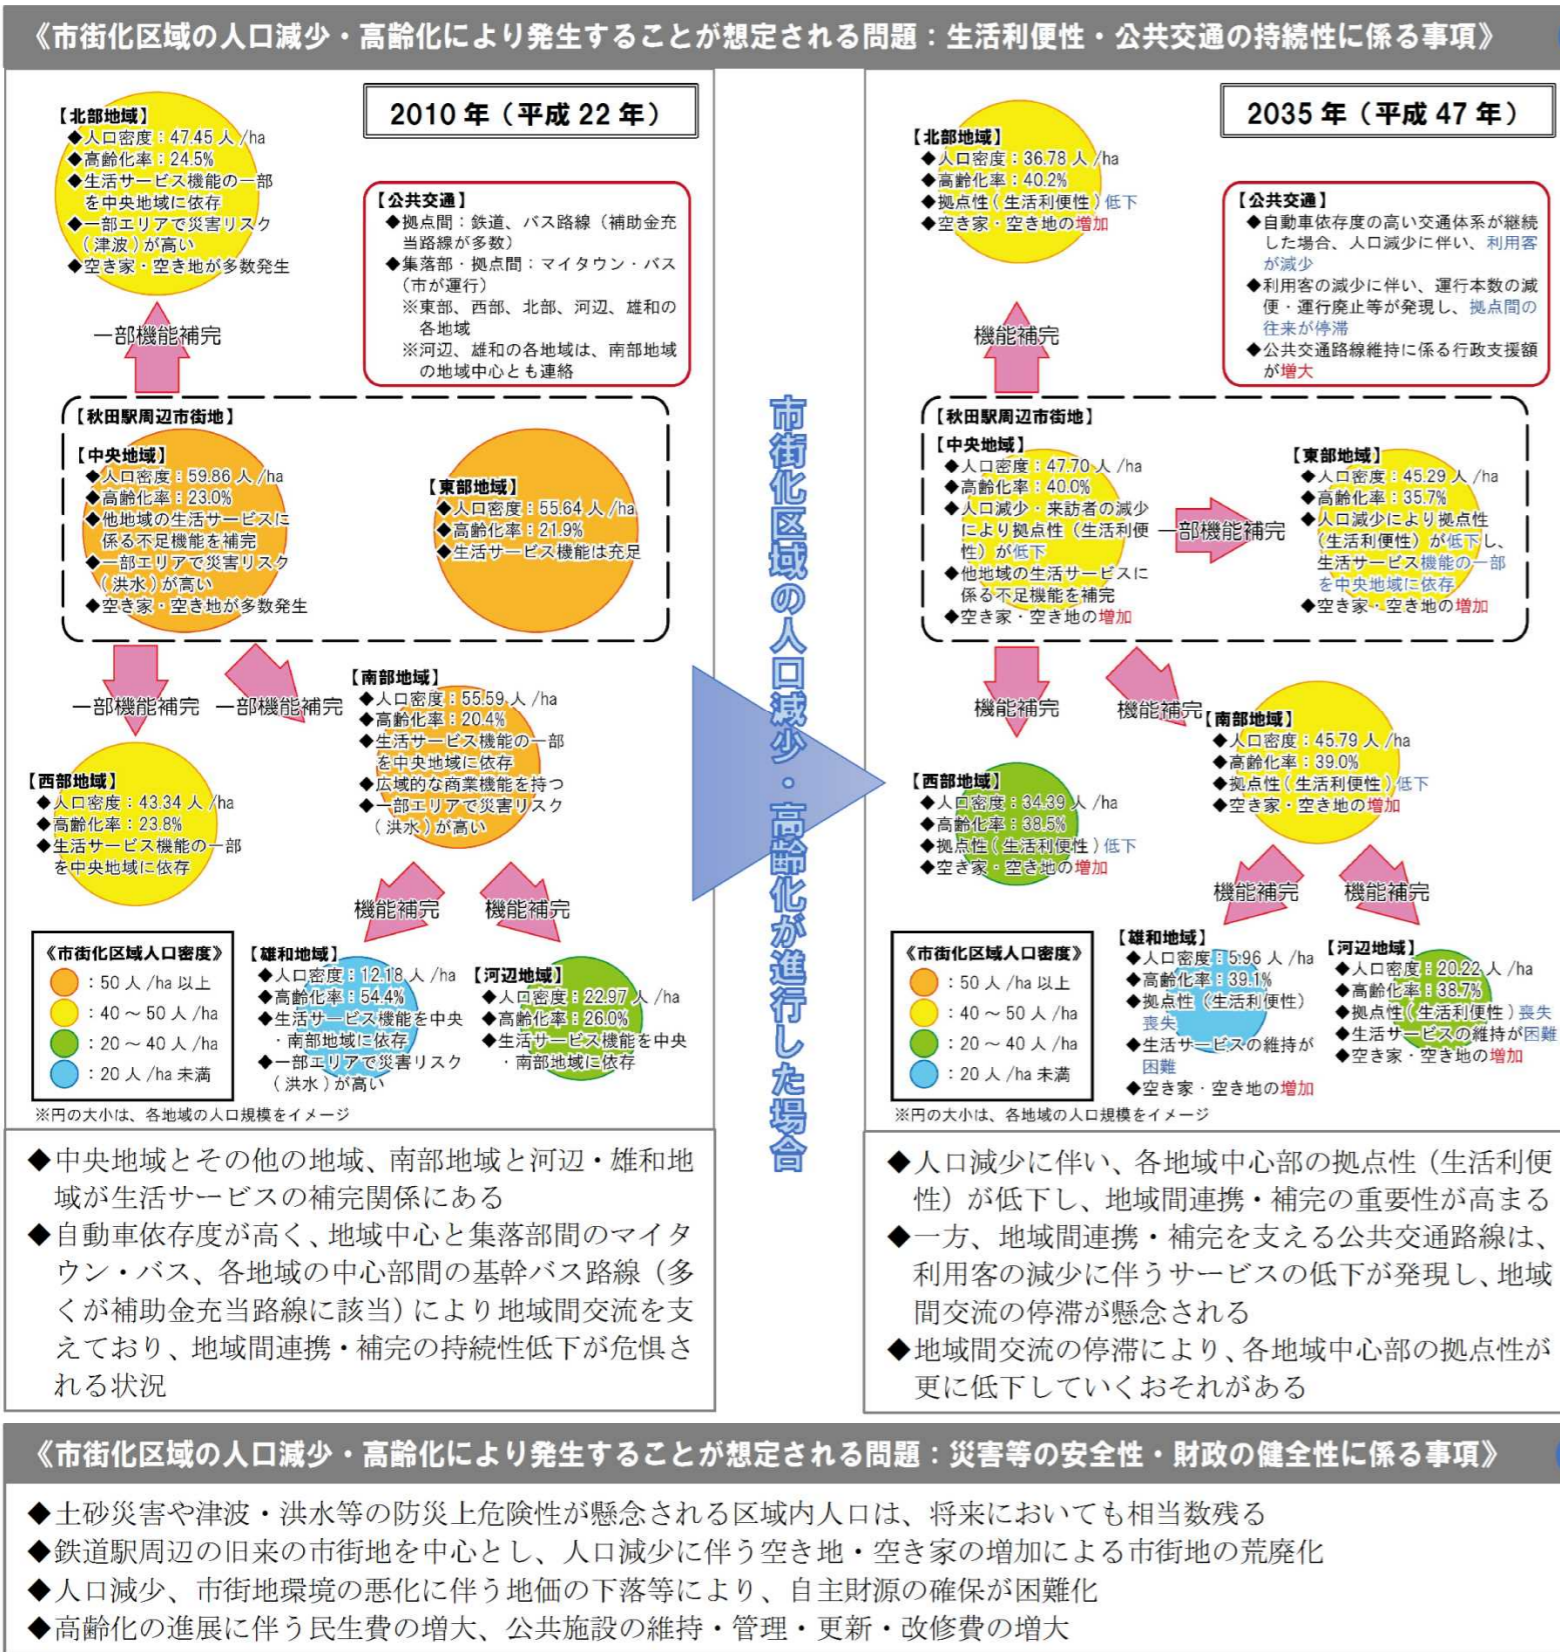 《市街化区域の人口減少・高齢化により発生することが想定される問題：生活利便性・公共交通の持続性に係る事項》
2010 年（平成 22 年）
【北部地域】
◆人口密度：47.45 人 /ha
◆高齢化率：24.5%
◆生活サービス機能の一部
を中央地域に依存
◆一部エリアで災害リスク
（津波）が高い
◆空き家・空き地が多数発生
【公共交通】
◆拠点間：鉄道、バス路線（補助金充
当路線が多数）
◆集落部・拠点間：マイタウン・バス
（市が運行）
※東部、西部、北部、河辺、雄和の
各地域
※河辺、雄和の各地域は、南部地域
の地域中心とも連絡
一部機能補完
【秋田駅周辺市街地】
【中央地域】
◆人口密度：59.86 人 /ha
◆高齢化率：23.0%
◆他地域の生活サービスに
係る不足機能を補完
◆一部エリアで災害リスク
（洪水）が高い
◆空き家・空き地が多数発生
【東部地域】
◆人口密度：55.64 人 /ha
◆高齢化率：21.9%
◆生活サービス機能は充足
一部機能補完
一部機能補完
【南部地域】
◆人口密度：55.59 人 /ha
◆高齢化率：20.4%
◆生活サービス機能の一部
を中央地域に依存
◆広域的な商業機能を持つ
◆一部エリアで災害リスク
（洪水）が高い
【西部地域】
◆人口密度：43.34 人 /ha
◆高齢化率：23.8%
◆生活サービス機能の一部
を中央地域に依存
機能補完
機能補完
《市街化区域人口密度》
：50 人 /ha 以上
：40 ～ 50 人 /ha
：20 ～ 40 人 /ha
：20 人 /ha 未満
【雄和地域】
◆人口密度：12.18 人 /ha
◆高齢化率：54.4%
◆生活サービス機能を中央
・南部地域に依存
◆一部エリアで災害リスク
（洪水）が高い
【河辺地域】
◆人口密度：22.97 人 /ha
◆高齢化率：26.0%
◆生活サービス機能を中央
・南部地域に依存
※円の大小は、各地域の人口規模をイメージ
◆中央地域とその他の地域、南部地域と河辺・雄和地
域が生活サービスの補完関係にある
◆自動車依存度が高く、地域中心と集落部間のマイタ
ウン・バス、各地域の中心部間の基幹バス路線（多
くが補助金充当路線に該当）により地域間交流を支
えており、地域間連携・補完の持続性低下が危惧さ
れる状況
市街化区域の人口減少・高齢化が進行した場合
2035 年（平成 47 年）
【北部地域】
◆人口密度：36.78 人 /ha
◆高齢化率：40.2%
◆拠点性（生活利便性）低下
◆空き家・空き地の増加
【公共交通】
◆自動車依存度の高い交通体系が継続
した場合、人口減少に伴い、利用客
が減少
◆利用客の減少に伴い、運行本数の減
便・運行廃止等が発現し、拠点間の
往来が停滞
◆公共交通路線維持に係る行政支援額
が増大
機能補完
【秋田駅周辺市街地】
【中央地域】
◆人口密度：47.70 人 /ha
◆高齢化率：40.0%
◆人口減少・来訪者の減少
により拠点性（生活利便
性）が低下
◆他地域の生活サービスに
係る不足機能を補完
◆空き家・空き地の増加
一部機能補完
【東部地域】
◆人口密度：45.29 人 /ha
◆高齢化率：35.7%
◆人口減少により拠点性
（生活利便性）が低下し、
生活サービス機能の一部
を中央地域に依存
◆空き家・空き地の増加
機能補完
機能補完
【南部地域】
◆人口密度：45.79 人 /ha
◆高齢化率：39.0%
◆拠点性（生活利便性）低下
◆空き家・空き地の増加
【西部地域】
◆人口密度：34.39 人 /ha
◆高齢化率：38.5%
◆拠点性（生活利便性）低下
◆空き家・空き地の増加
機能補完
機能補完
《市街化区域人口密度》
：50 人 /ha 以上
：40 ～ 50 人 /ha
：20 ～ 40 人 /ha
：20 人 /ha 未満
【雄和地域】
◆人口密度：5.96 人 /ha
◆高齢化率：39.1%
◆拠点性（生活利便性）
喪失
◆生活サービスの維持が
困難
◆空き家・空き地の増加
【河辺地域】
◆人口密度：20.22 人 /ha
◆高齢化率：38.7%
◆拠点性（生活利便性）喪失
◆生活サービスの維持が困難
◆空き家・空き地の増加
※円の大小は、各地域の人口規模をイメージ
◆人口減少に伴い、各地域中心部の拠点性（生活利便
性）が低下し、地域間連携・補完の重要性が高まる
◆一方、地域間連携・補完を支える公共交通路線は、
利用客の減少に伴うサービスの低下が発現し、地域
間交流の停滞が懸念される
◆地域間交流の停滞により、各地域中心部の拠点性が
更に低下していくおそれがある
《市街化区域の人口減少・高齢化により発生することが想定される問題：災害等の安全性・財政の健全性に係る事項》
◆土砂災害や津波・洪水等の防災上危険性が懸念される区域内人口は、将来においても相当数残る
◆鉄道駅周辺の旧来の市街地を中心とし、人口減少に伴う空き地・空き家の増加による市街地の荒廃化
◆人口減少、市街地環境の悪化に伴う地価の下落等により、自主財源の確保が困難化
◆高齢化の進展に伴う民生費の増大、公共施設の維持・管理・更新・改修費の増大